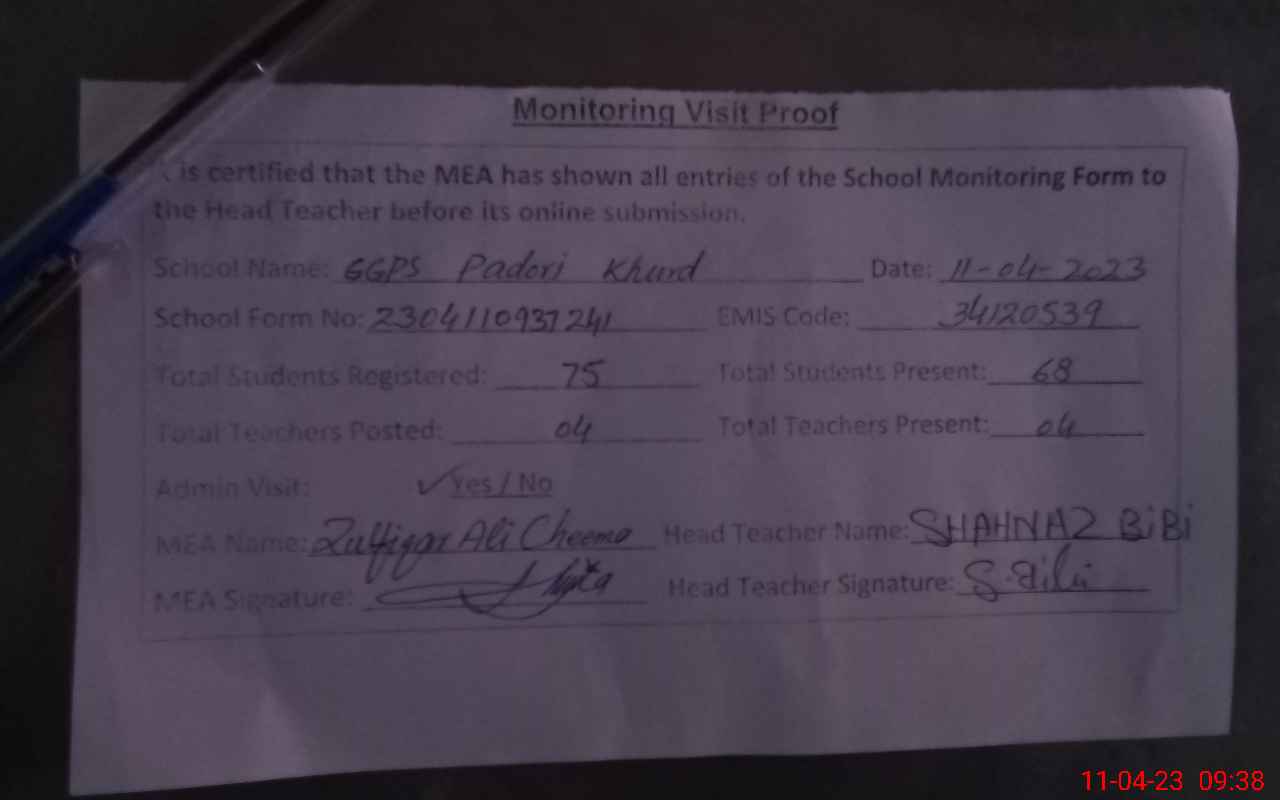 Monitoring Visit Proof
is certified that the MEA has shown all entries of the School Monitoring Form to
the Head Teacher before its online submission.
School Name: GGPS Padori Khurd Date: 11-04-2023
School Form No: 2304110937241 EMIS Code: 34120539
Total Students Registered: 75 Total Students Present: 68
Total Teachers Posted: 04 Total Teachers Present: 04
Admin Visit: ✓Yes / No
MEA Name: Zulfiqar Ali Cheema Head Teacher Name: SHAHNAZ BiBi
MEA Signature: Head Teacher Signature: S.Bibi
11-04-23 09:38